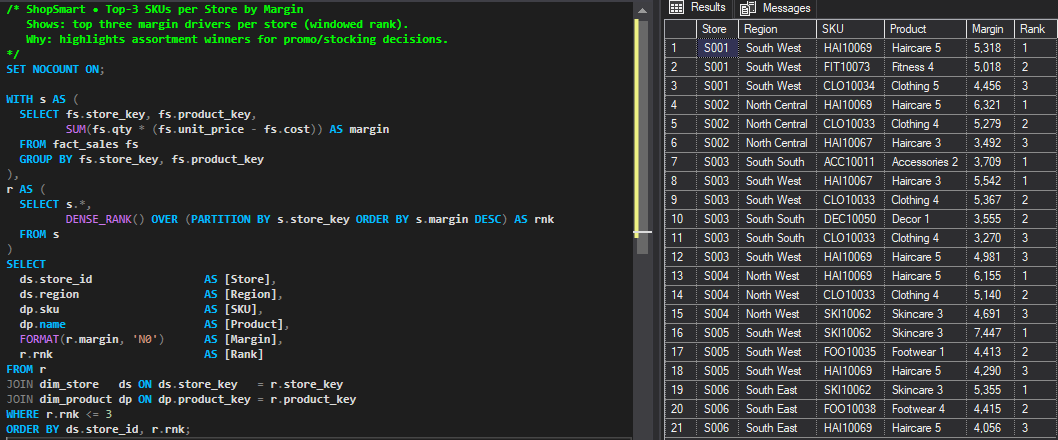 /* ShopSmart • Top-3 SKUs per Store by Margin
Shows: top three margin drivers per store (windowed rank).
Why: highlights assortment winners for promo/stocking decisions.
*/
SET NOCOUNT ON;
WITH s AS (
SELECT fs.store_key, fs.product_key,
SUM(fs.qty * (fs.unit_price - fs.cost)) AS margin
FROM fact_sales fs
GROUP BY fs.store_key, fs.product_key
),
r AS (
SELECT s.*,
DENSE_RANK() OVER (PARTITION BY s.store_key ORDER BY s.margin DESC) AS rnk
FROM s
)
SELECT
ds.store_id AS [Store],
ds.region AS [Region],
dp.sku AS [SKU],
dp.name AS [Product],
FORMAT(r.margin, 'N0') AS [Margin],
r.rnk AS [Rank]
FROM r
JOIN dim_store ds ON ds.store_key = r.store_key
JOIN dim_product dp ON dp.product_key = r.product_key
WHERE r.rnk <= 3
ORDER BY ds.store_id, r.rnk;
Results Messages
Store Region SKU Product Margin Rank
1 S001 South West HAI10069 Haircare 5 5,318 1
2 S001 South West FIT10073 Fitness 4 5,018 2
3 S001 South West CLO10034 Clothing 5 4,456 3
4 S002 North Central HAI10069 Haircare 5 6,321 1
5 S002 North Central CLO10033 Clothing 4 5,279 2
6 S002 North Central HAI10067 Haircare 3 3,492 3
7 S003 South South ACC10011 Accessories 2 3,709 1
8 S003 South West HAI10067 Haircare 3 5,542 1
9 S003 South West CLO10033 Clothing 4 5,367 2
10 S003 South South DEC10050 Decor 1 3,555 2
11 S003 South South CLO10033 Clothing 4 3,270 3
12 S003 South West HAI10069 Haircare 5 4,981 3
13 S004 North West HAI10069 Haircare 5 6,155 1
14 S004 North West CLO10033 Clothing 4 5,140 2
15 S004 North West SKI10062 Skincare 3 4,691 3
16 S005 South West SKI10062 Skincare 3 7,447 1
17 S005 South West FOO10035 Footwear 1 4,413 2
18 S005 South West HAI10069 Haircare 5 4,290 3
19 S006 South East SKI10062 Skincare 3 5,355 1
20 S006 South East FOO10038 Footwear 4 4,415 2
21 S006 South East HAI10069 Haircare 5 4,056 3